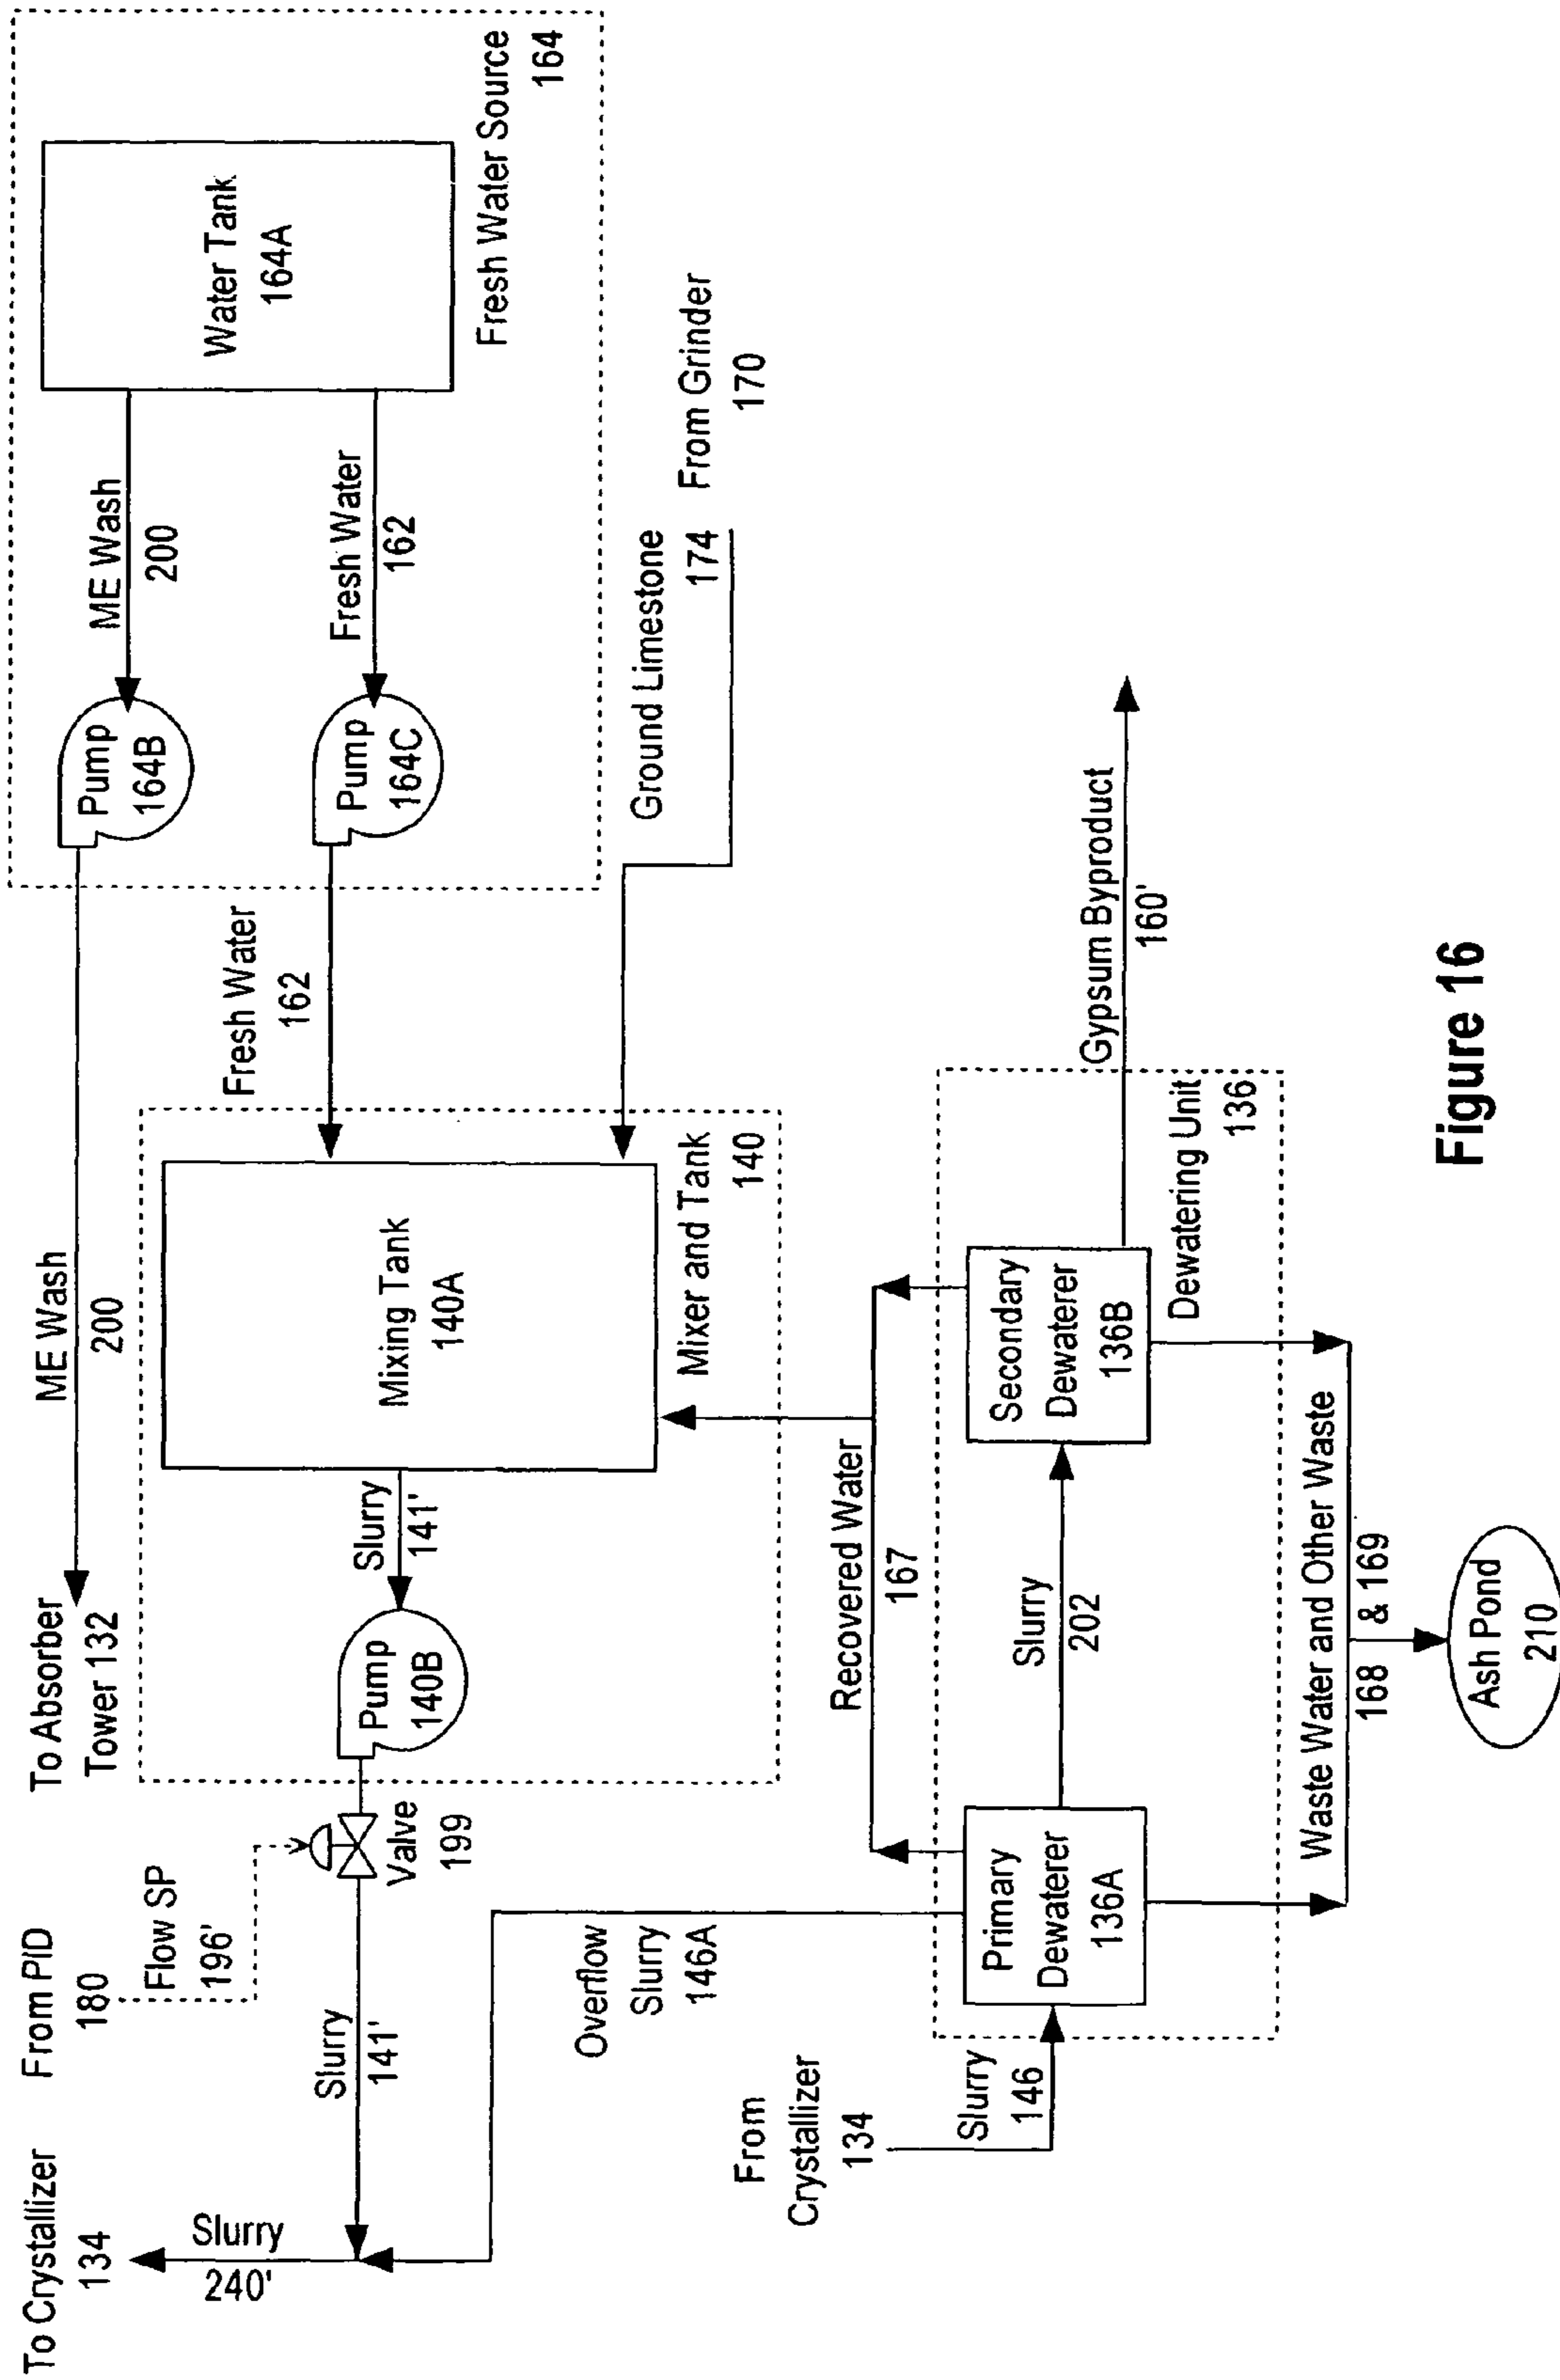 To Crystallizer
134
From PID
180
Flow SP
196'
To Absorber
Tower 132
ME Wash
200
Slurry
240'
Slurry
141'
Valve
199
Pump
140B
Slurry
141'
Mixing Tank
140A
Mixer and Tank
140
Fresh Water
162
Pump
164B
ME Wash
200
Pump
164C
Fresh Water
162
Water Tank
164A
Fresh Water Source
164
Ground Limestone
174
From Grinder
170
Overflow
Slurry
146A
Recovered Water
167
From
Crystallizer
134
Slurry
146
Primary
Dewaterer
136A
Slurry
202
Secondary
Dewaterer
136B
Dewatering Unit
136
Gypsum Byproduct
160'
Waste Water and Other Waste
168 & 169
Ash Pond
210
Figure 16